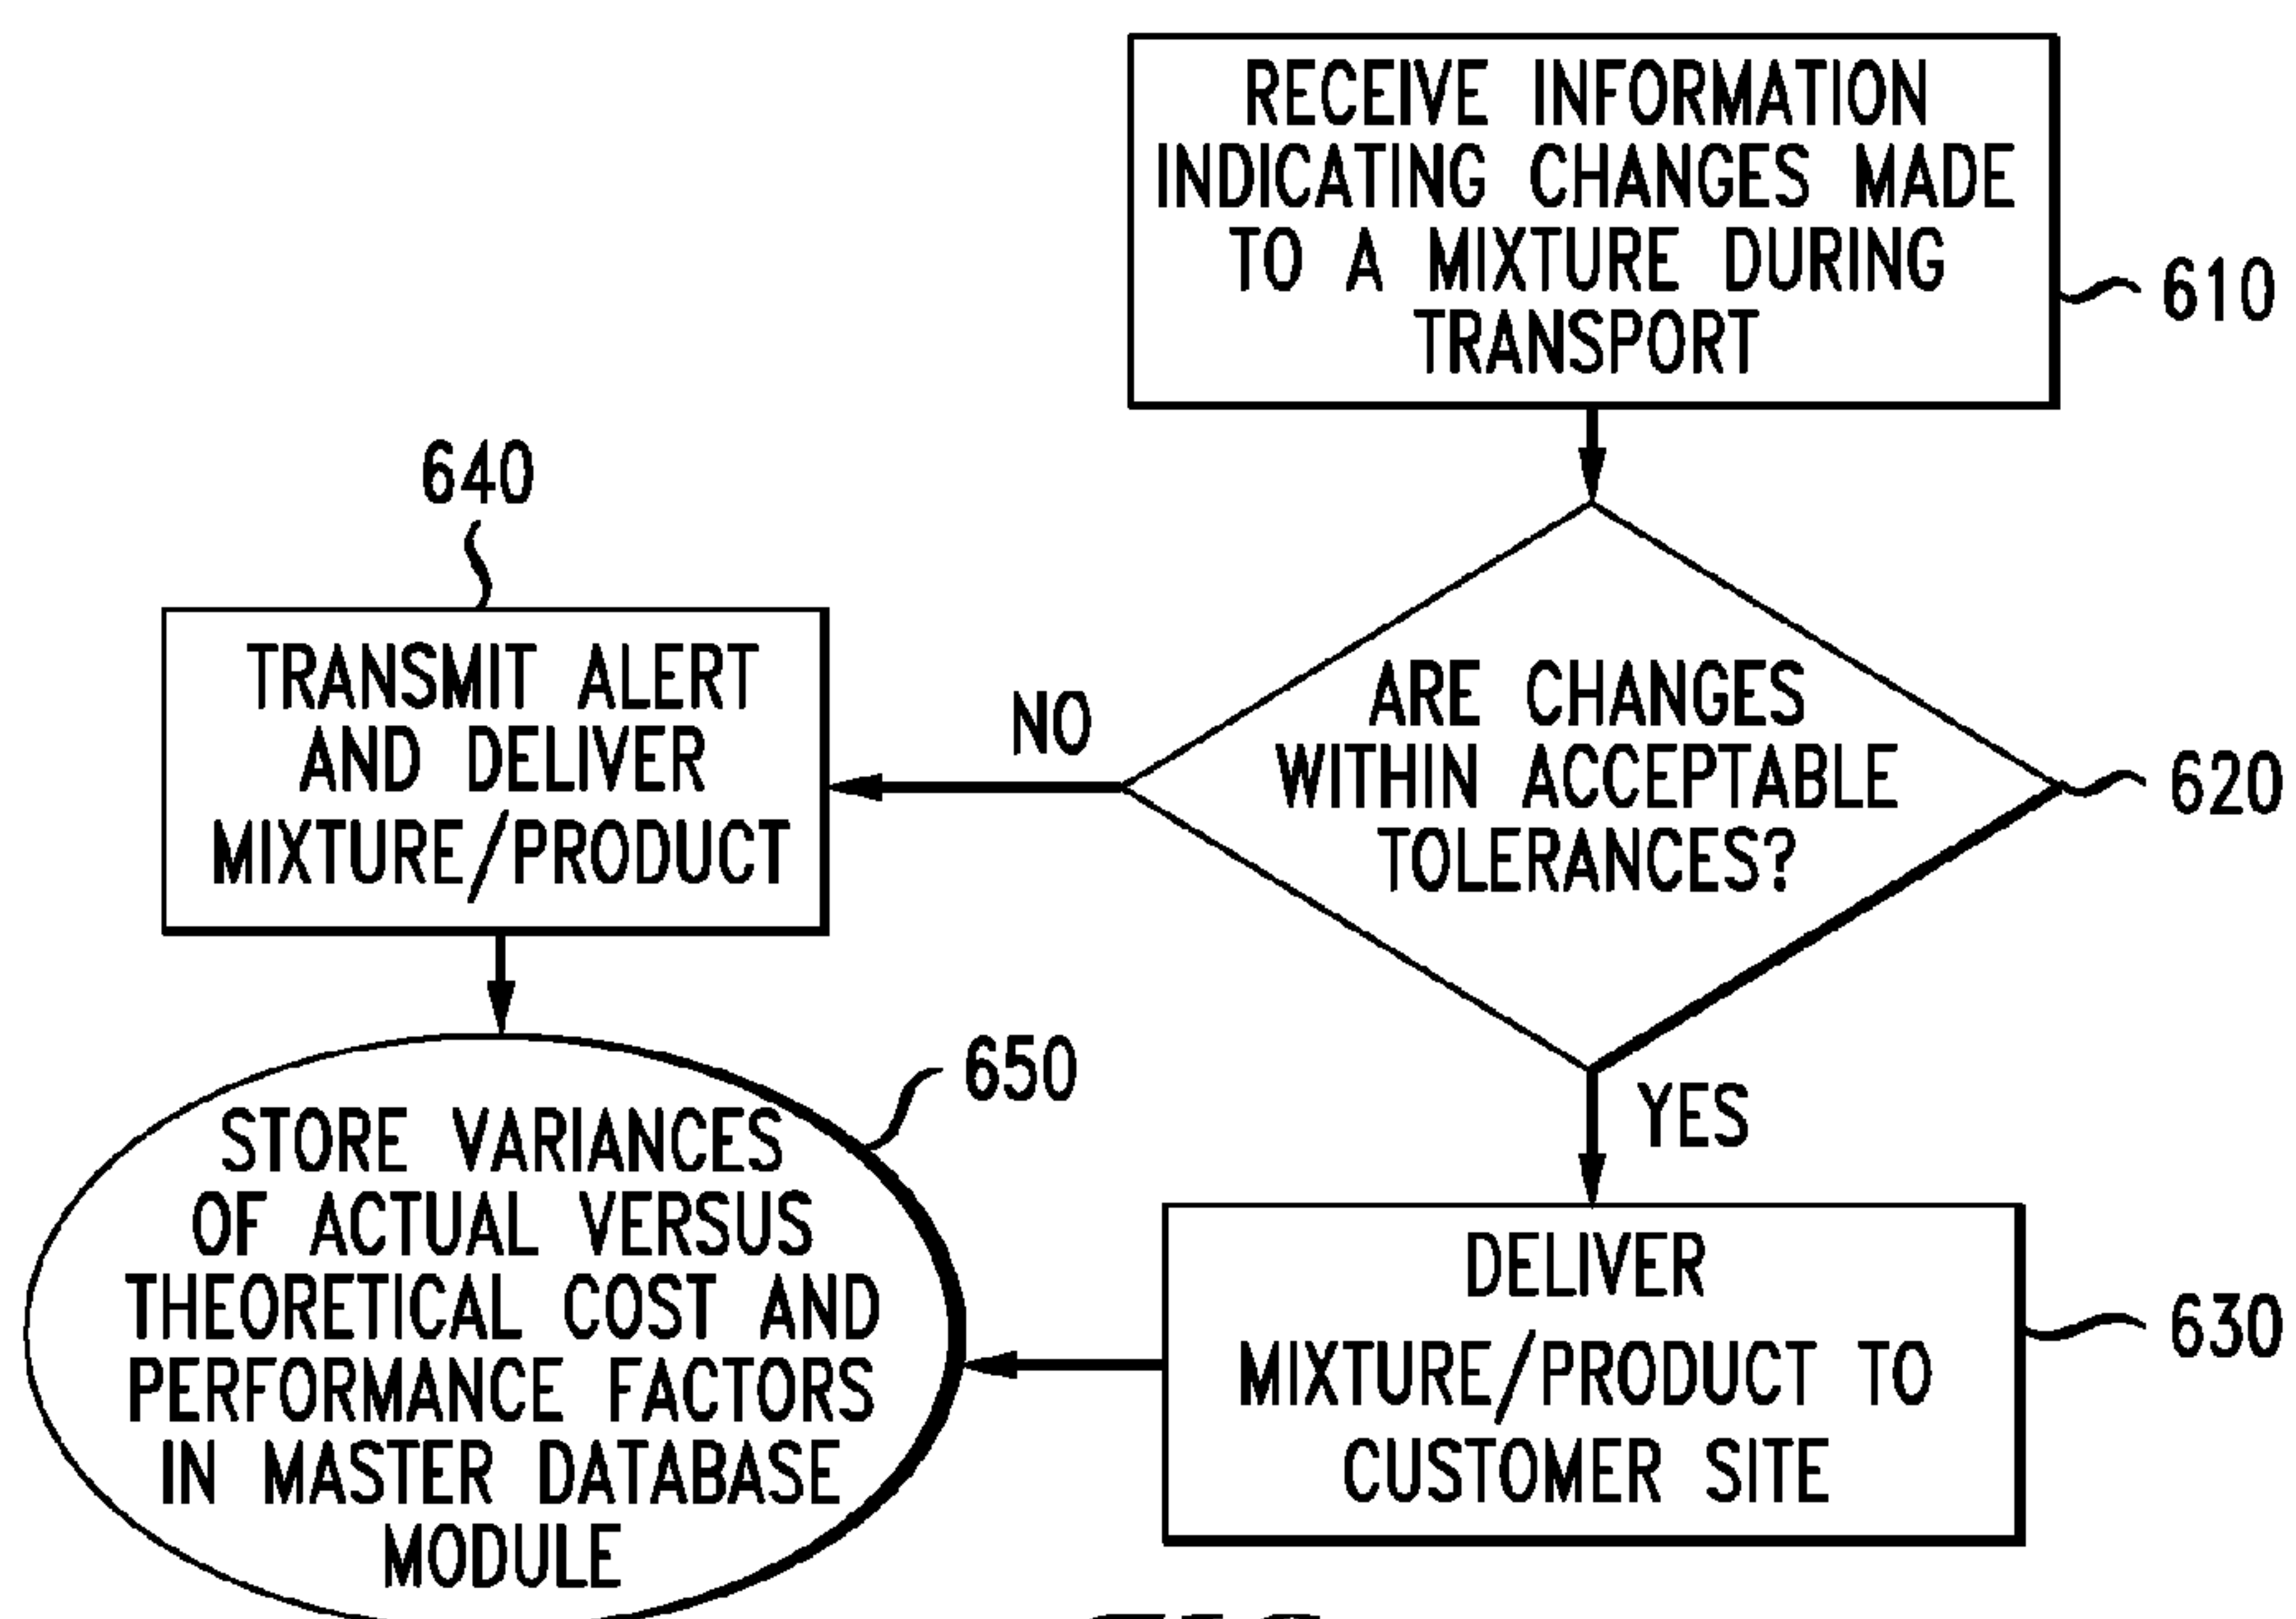 RECEIVE INFORMATION
INDICATING CHANGES MADE
TO A MIXTURE DURING
TRANSPORT
610
640
TRANSMIT ALERT
AND DELIVER
MIXTURE/PRODUCT
NO
ARE CHANGES
WITHIN ACCEPTABLE
TOLERANCES?
620
650
YES
STORE VARIANCES
OF ACTUAL VERSUS
THEORETICAL COST AND
PERFORMANCE FACTORS
IN MASTER DATABASE
MODULE
DELIVER
MIXTURE/PRODUCT TO
CUSTOMER SITE
630